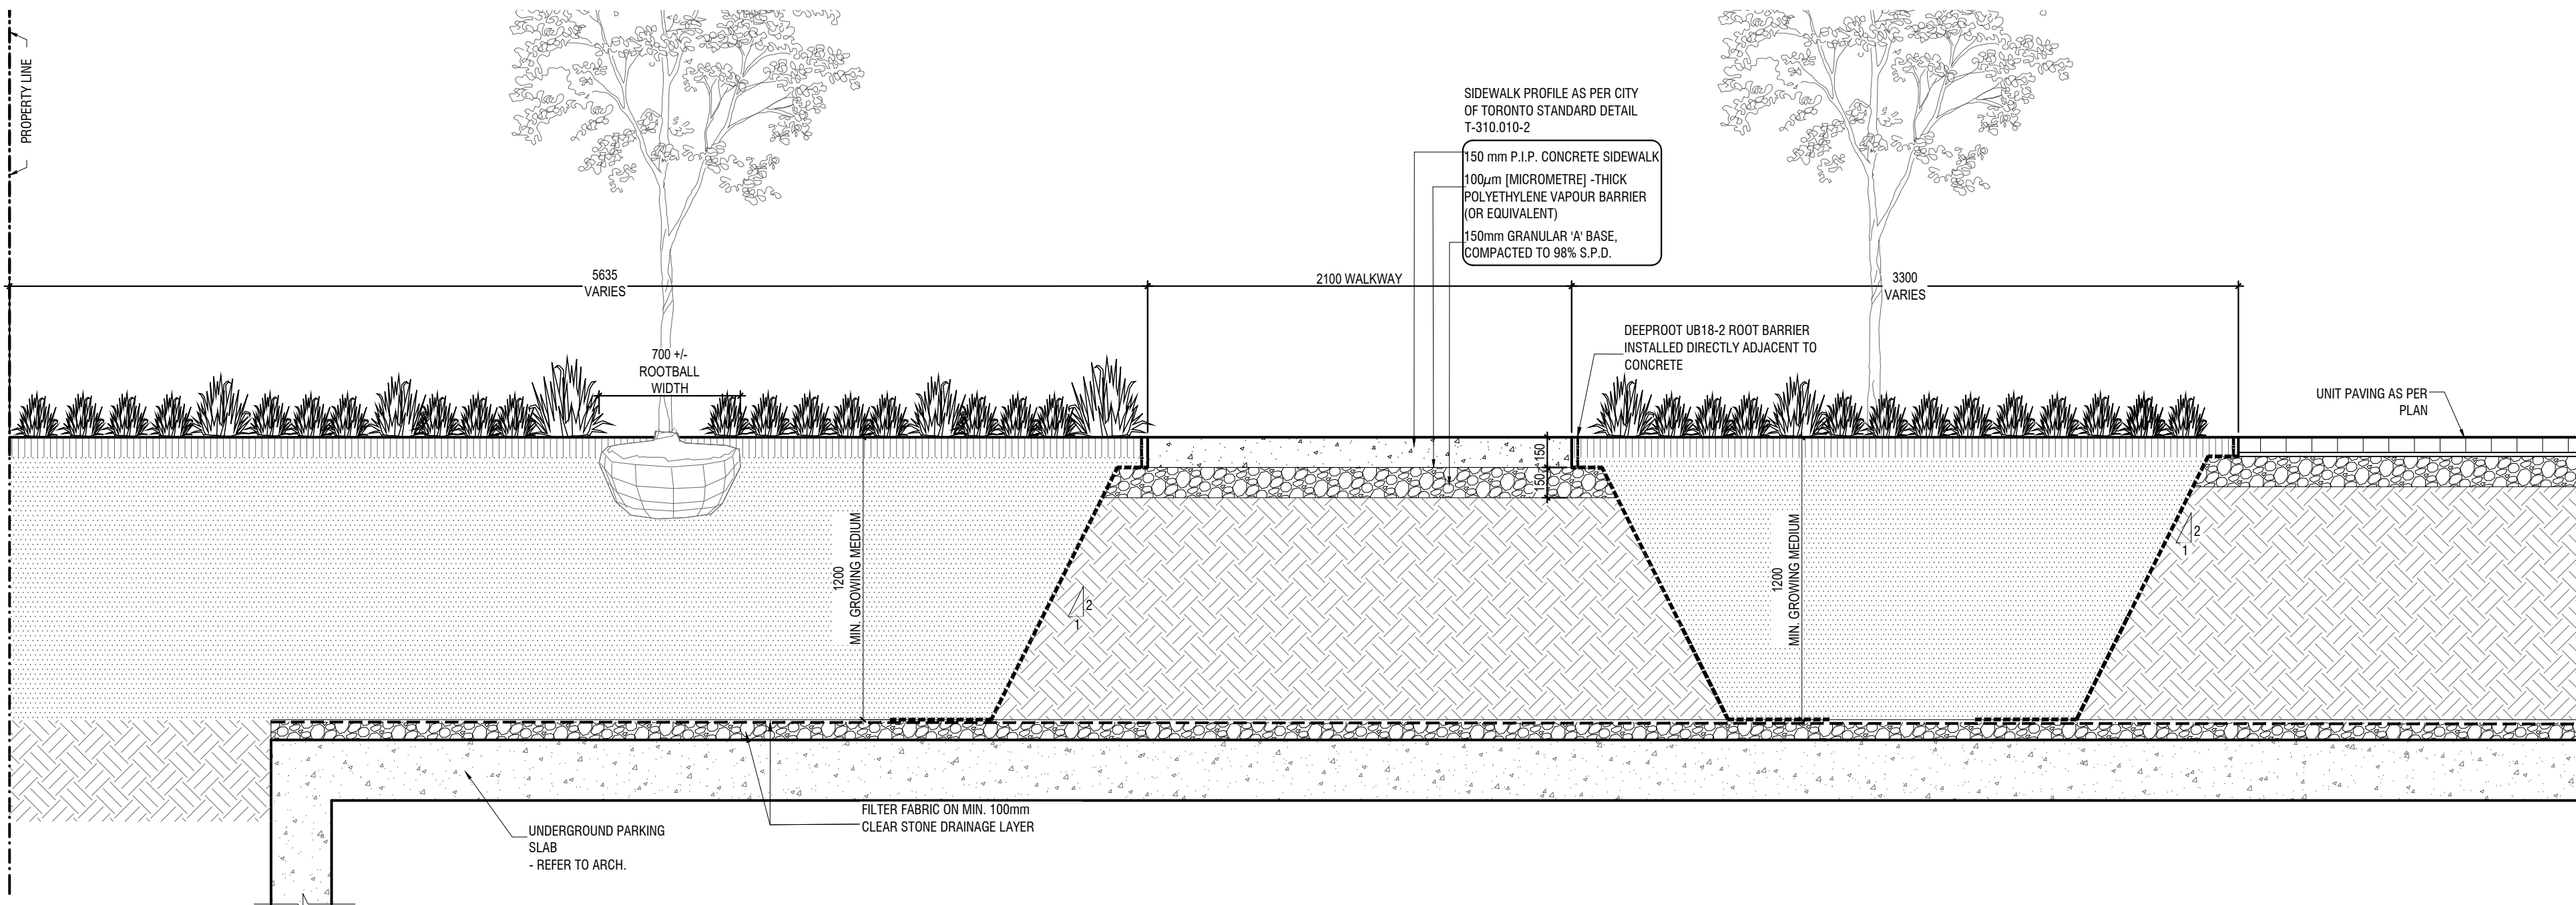 PROPERTY LINE
SIDEWALK PROFILE AS PER CITY
OF TORONTO STANDARD DETAIL
T-310.010-2
150 mm P.I.P. CONCRETE SIDEWALK
100µm [MICROMETRE] -THICK
POLYETHYLENE VAPOUR BARRIER
(OR EQUIVALENT)
150mm GRANULAR 'A' BASE,
COMPACTED TO 98% S.P.D.
5635
VARIES
2100 WALKWAY
3300
VARIES
700 +/-
ROOTBALL
WIDTH
DEEPROOT UB18-2 ROOT BARRIER
INSTALLED DIRECTLY ADJACENT TO
CONCRETE
UNIT PAVING AS PER
PLAN
150
150
1200
MIN. GROWING MEDIUM
2
1
1200
MIN. GROWING MEDIUM
2
1
FILTER FABRIC ON MIN. 100mm
CLEAR STONE DRAINAGE LAYER
UNDERGROUND PARKING
SLAB
- REFER TO ARCH.